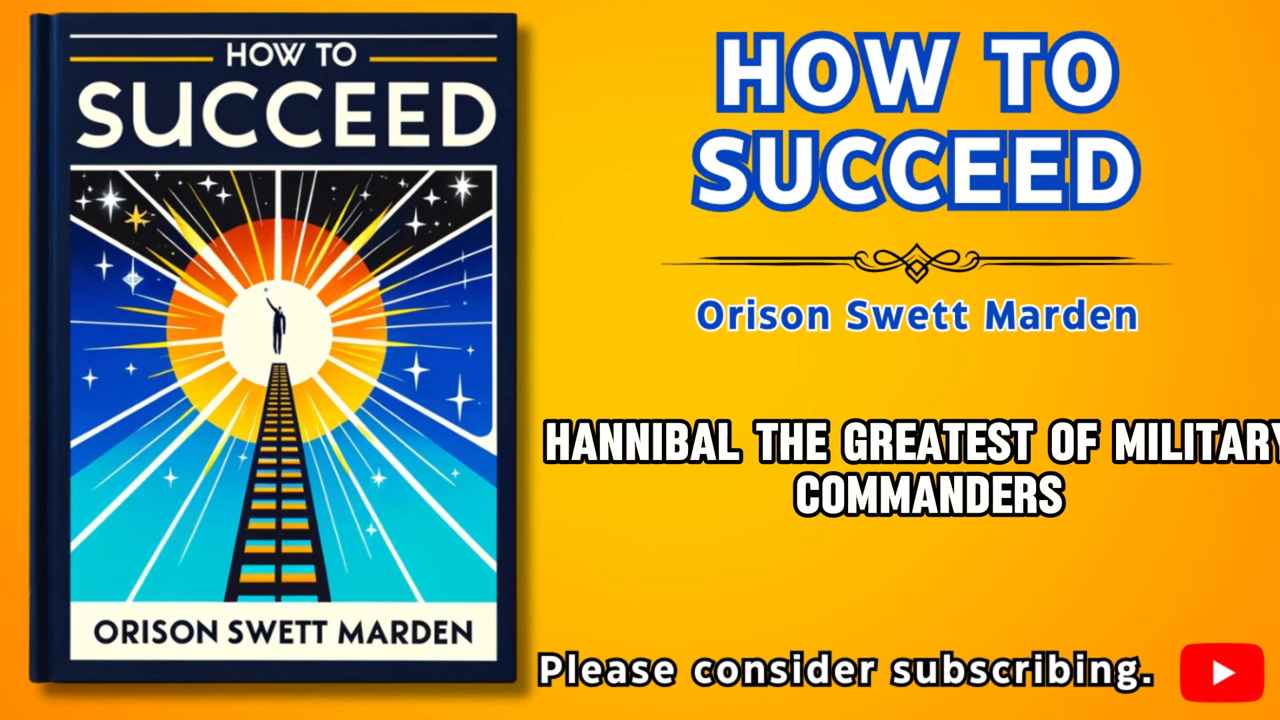 HOW TO
SUCCEED
ORISON SWETT MARDEN
HOW TO
SUCCEED
Orison Swett Marden
HANNIBAL THE GREATEST OF MILITARY
COMMANDERS
Please consider subscribing.